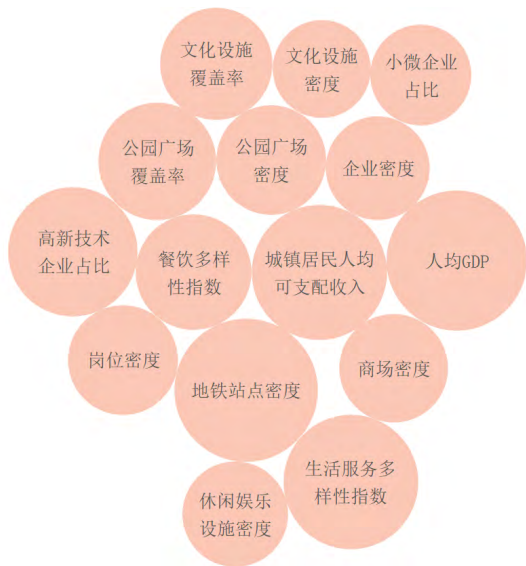 文化设施
覆盖率
文化设施
密度
小微企业
占比
公园广场
覆盖率
公园广场
密度
企业密度
高新技术
企业占比
餐饮多样
性指数
城镇居民人均
可支配收入
人均GDP
岗位密度
地铁站点密度
商场密度
生活服务多
样性指数
休闲娱乐
设施密度